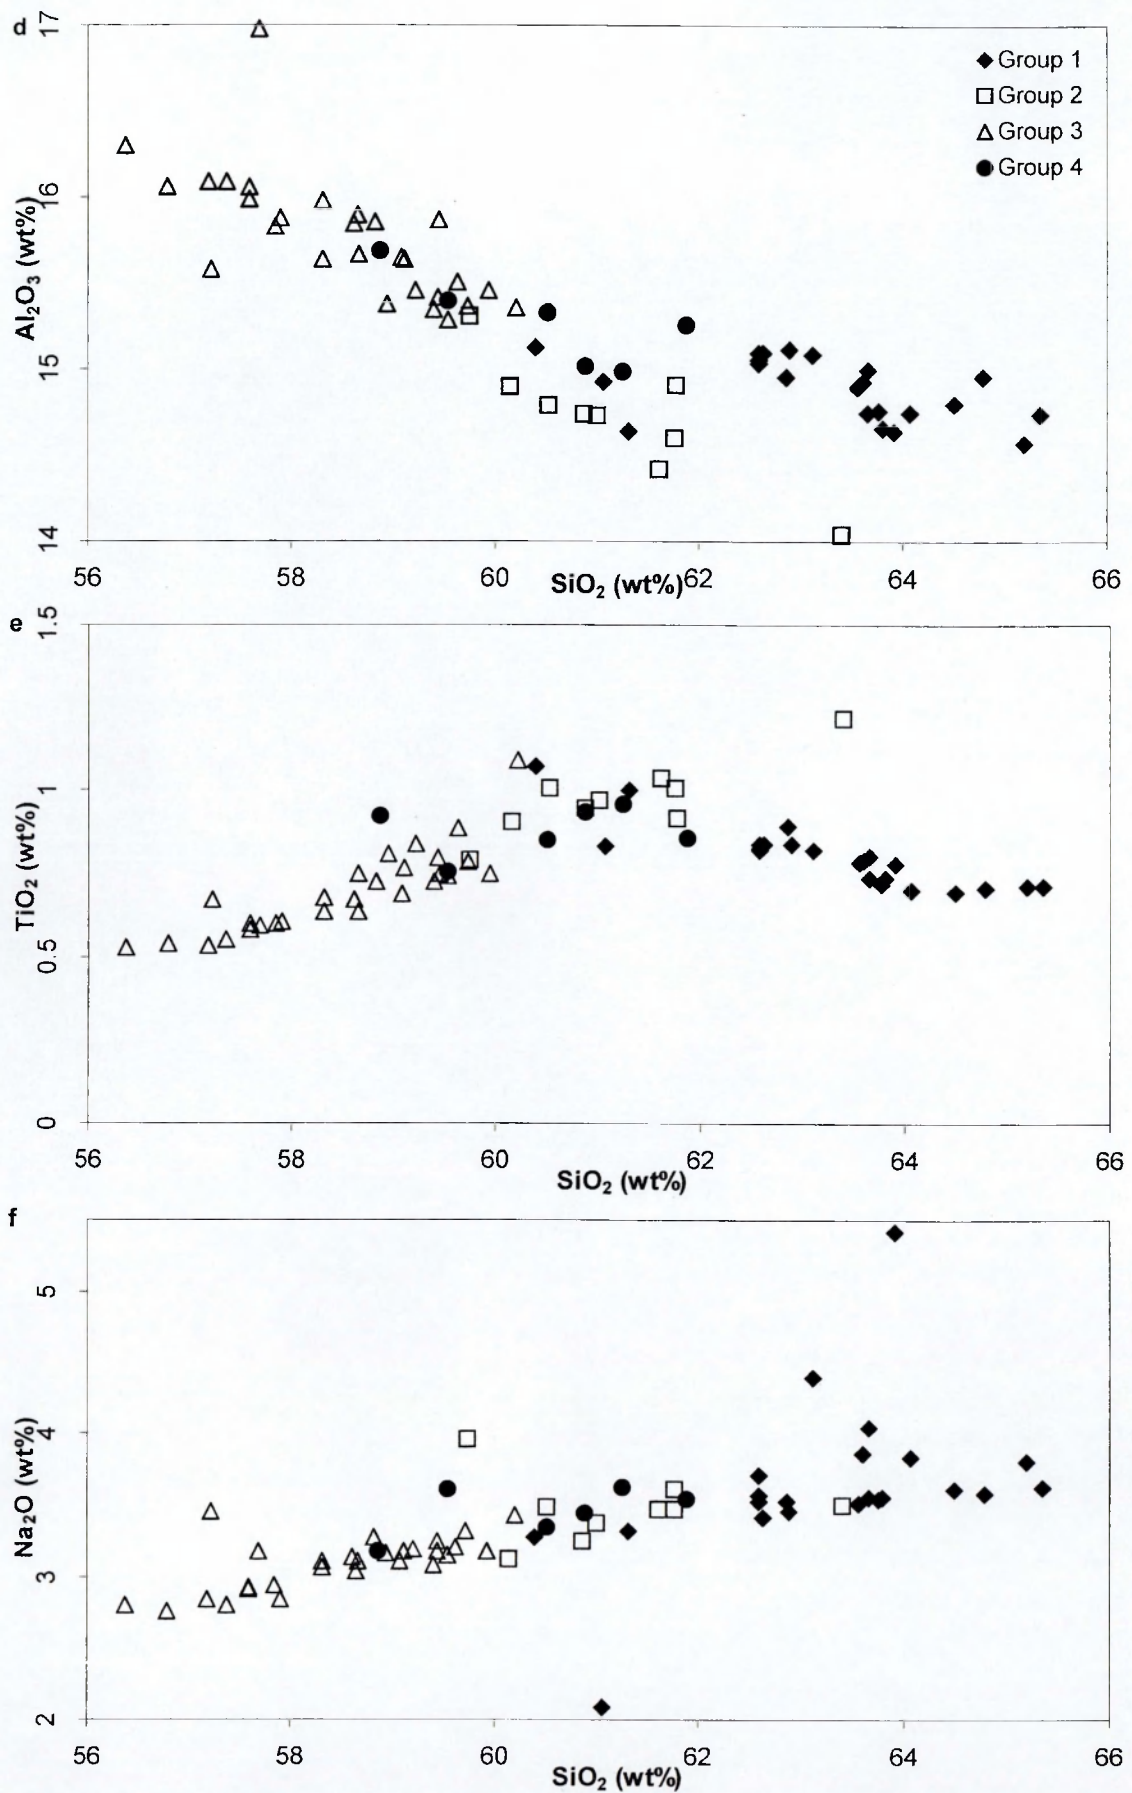 d
17
16
15
14
Al₂O₃ (wt%)
Group 1
Group 2
Group 3
Group 4
56 58 60 62 64 66
SiO₂ (wt%)
e
1.5
1
0.5
0
TiO₂ (wt%)
56 58 60 62 64 66
SiO₂ (wt%)
f
5
4
3
2
Na₂O (wt%)
56 58 60 62 64 66
SiO₂ (wt%)